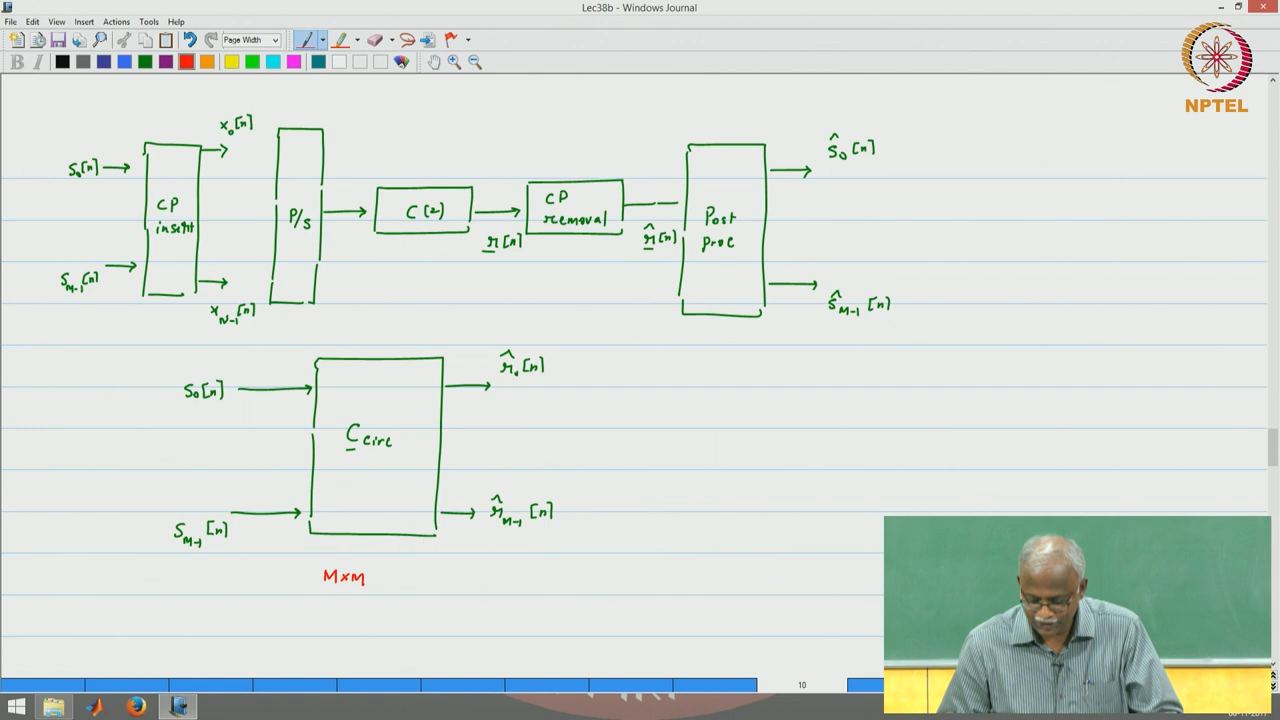 Lec38b - Windows Journal
File Edit View Insert Actions Tools Help
Page Width
B I
NPTEL
s₀[n] → CP insert → x₀[n]
P/S → C(z) → r[n]
CP removal
r̂[n]
Post proc → ŝ₀[n]
s_{M-1}[n]
x_{N-1}[n]
ŝ_{M-1}[n]
s₀[n] → C circ → r̂₀[n]
s_{M-1}[n]
r̂_{M-1}[n]
M×M
10